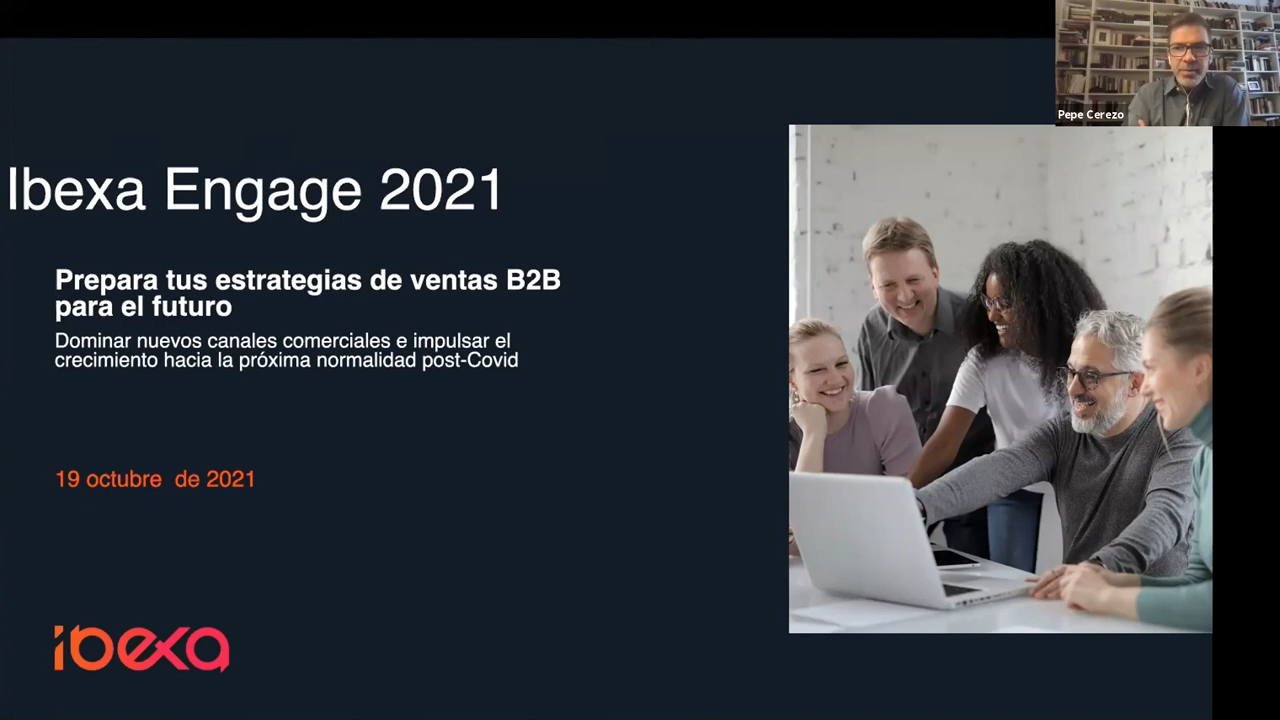 Pepe Cerezo
Ibexa Engage 2021
Prepara tus estrategias de ventas B2B
para el futuro
Dominar nuevos canales comerciales e impulsar el
crecimiento hacia la próxima normalidad post-Covid
19 octubre  de 2021
ibexa